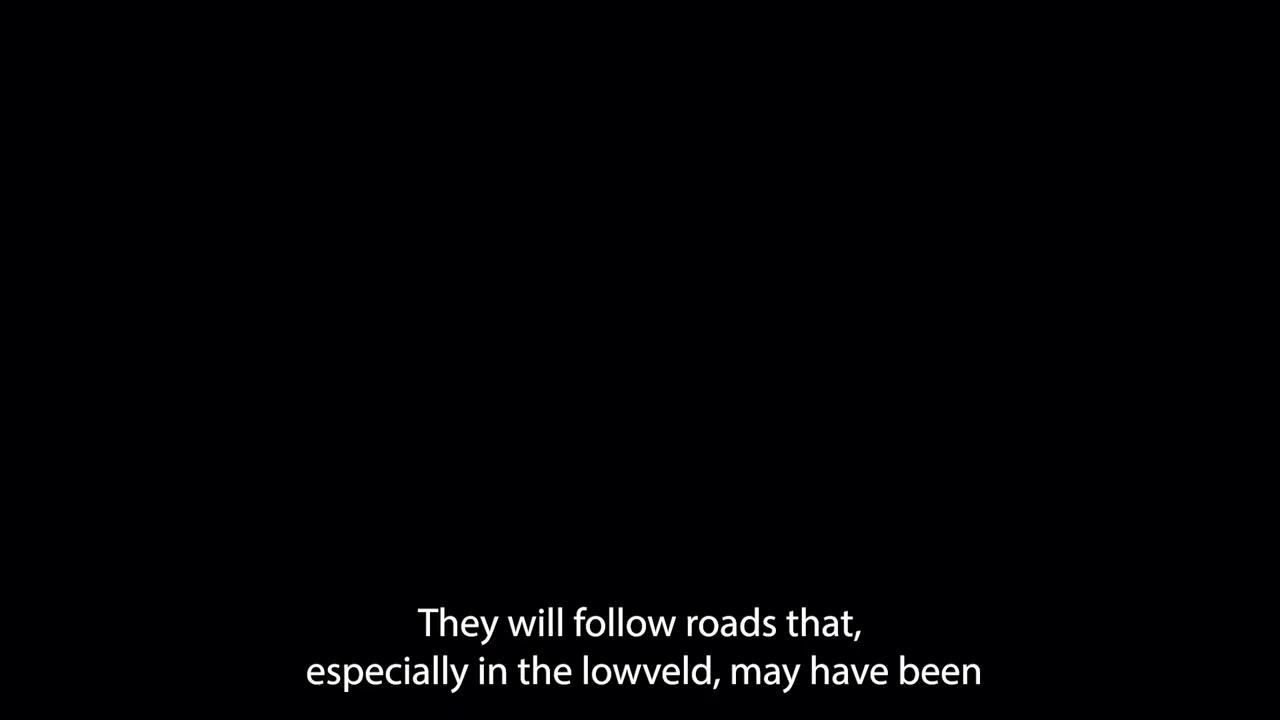 They will follow roads that,
especially in the lowveld, may have been